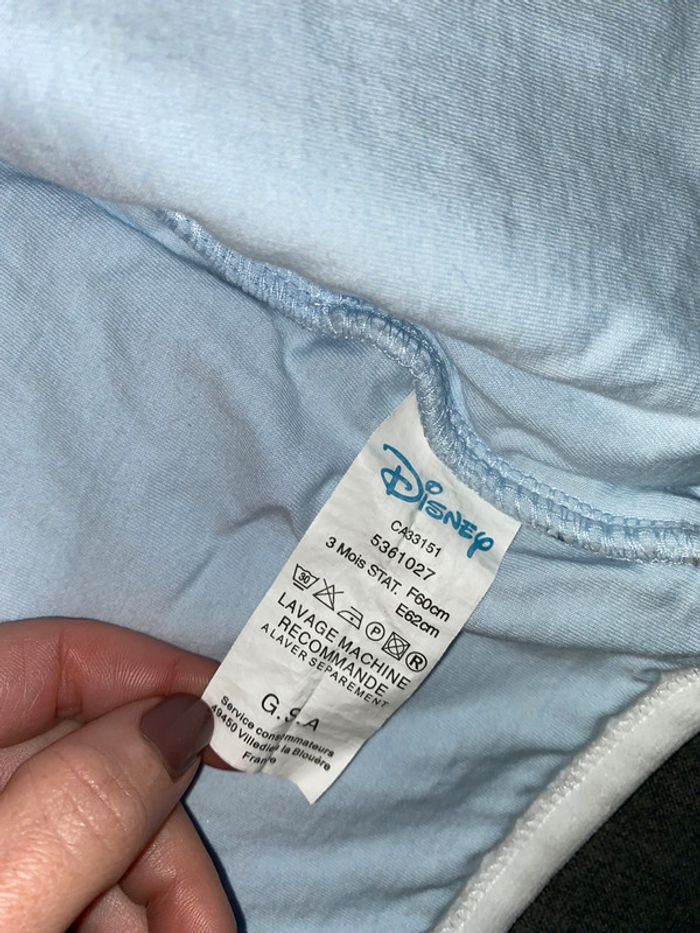 Disney
CA33151
5361027
3 Mois STAT. F60cm
E62cm
30 P R
LAVAGE MACHINE
RECOMMANDE
A LAVER SEPAREMENT
G.S.A
Service consommateurs
49450 Villedieu la Blouère
France